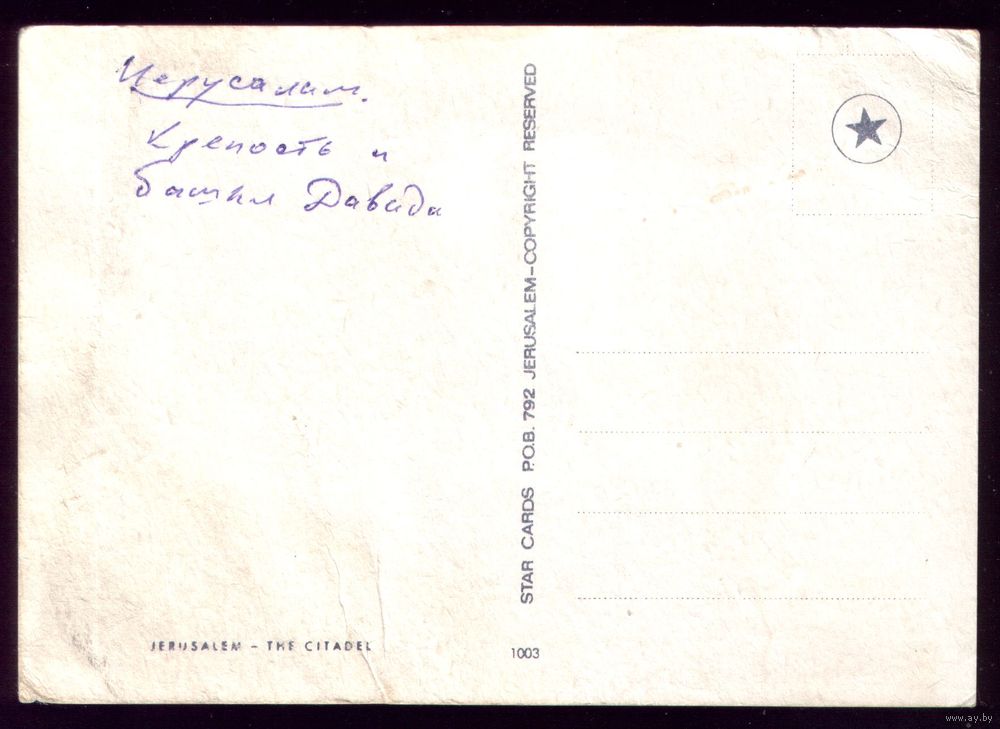 Иерусалим.
Крепость и
башня Давида
STAR CARDS P.O.B. 792 JERUSALEM–COPYRIGHT RESERVED
JERUSALEM – THE CITADEL
1003
www.ay.by